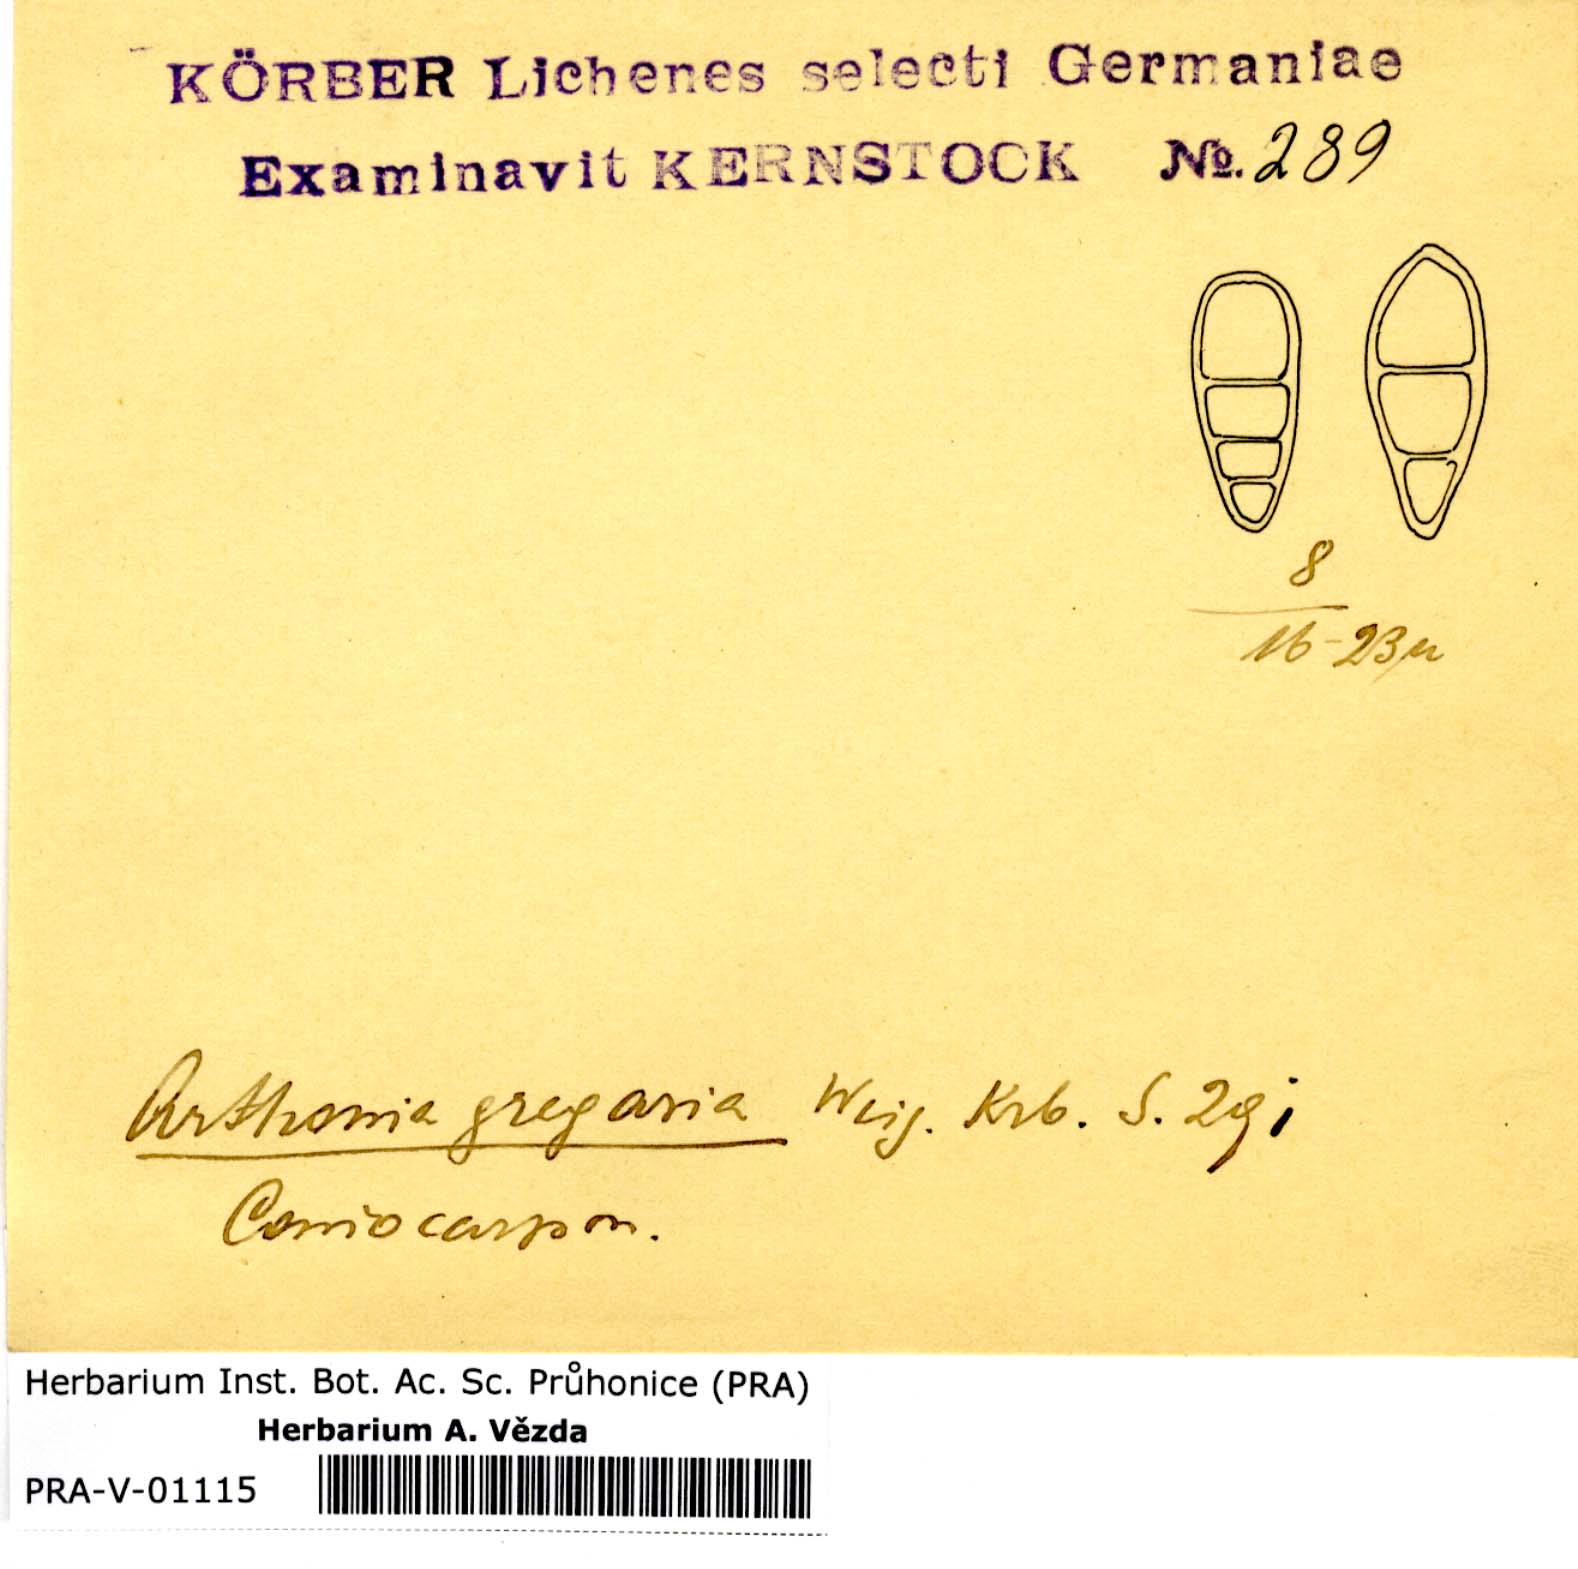 KÖRBER Lichenes selecti Germaniae
Examinavit KERNSTOCK No. 289
8
16-23µ
Arthonia gregaria Weig. Krb. S. 291
Coniocarpon.
Herbarium Inst. Bot. Ac. Sc. Průhonice (PRA)
Herbarium A. Vězda
PRA-V-01115